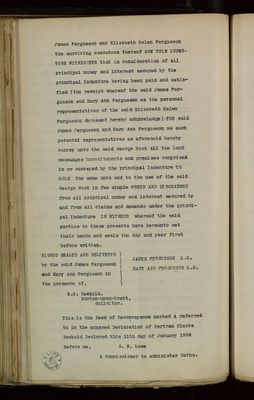 James Fergusson and Elizabeth Helen Fergusson
the surviving executors thereof NOW THIS INDEN-
TURE WITNESSETH that in consideration of all
principal money and interest secured by the
principal Indenture having been paid and satis-
fied (the receipt whereof the said James Fer-
gusson and Mary Ann Fergusson as the personal
representatives of the said Elizabeth Helen
Fergusson deceased hereby acknowledge) THE said
James Fergusson and Mary Ann Fergusson as such
personal representatives as aforesaid hereby
convey unto the said George Hook ALL the land
messuages hereditaments and premises comprised
in or conveyed by the principal Indenture TO
HOLD the same unto and to the use of the said
George Hook in fee simple FREED AND DISCHARGED
from all principal money and interest secured by
and from all claims and demands under the princi-
pal Indenture IN WITNESS whereof the said
parties to these presents have hereunto set
their hands and seals the day and year first
before written.
SIGNED SEALED AND DELIVERED
by the said James Fergusson
and Mary Ann Fergusson in
the presence of,
JAMES FERGUSSON L.S.
MARY ANN FERGUSSON L.S.
Burton-upon-Trent,
Solicitor.
This is the Deed of Reconveyance marked A referred
to in the annexed Declaration of Bertram Clarke
Newbold Declared this 11th day of January 1908
Before me,
A Commissioner to administer Oaths.